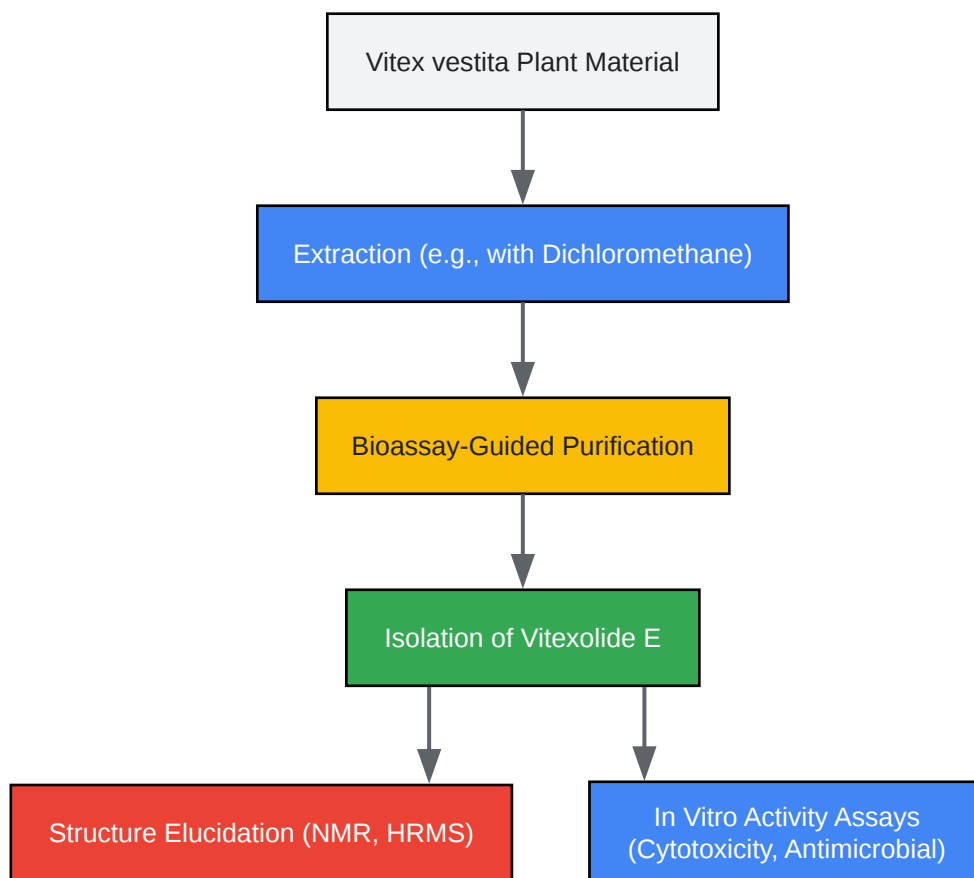 Vitex vestita Plant Material
Extraction (e.g., with Dichloromethane)
Bioassay-Guided Purification
Isolation of Vitexolide E
Structure Elucidation (NMR, HRMS)
In Vitro Activity Assays
(Cytotoxicity, Antimicrobial)